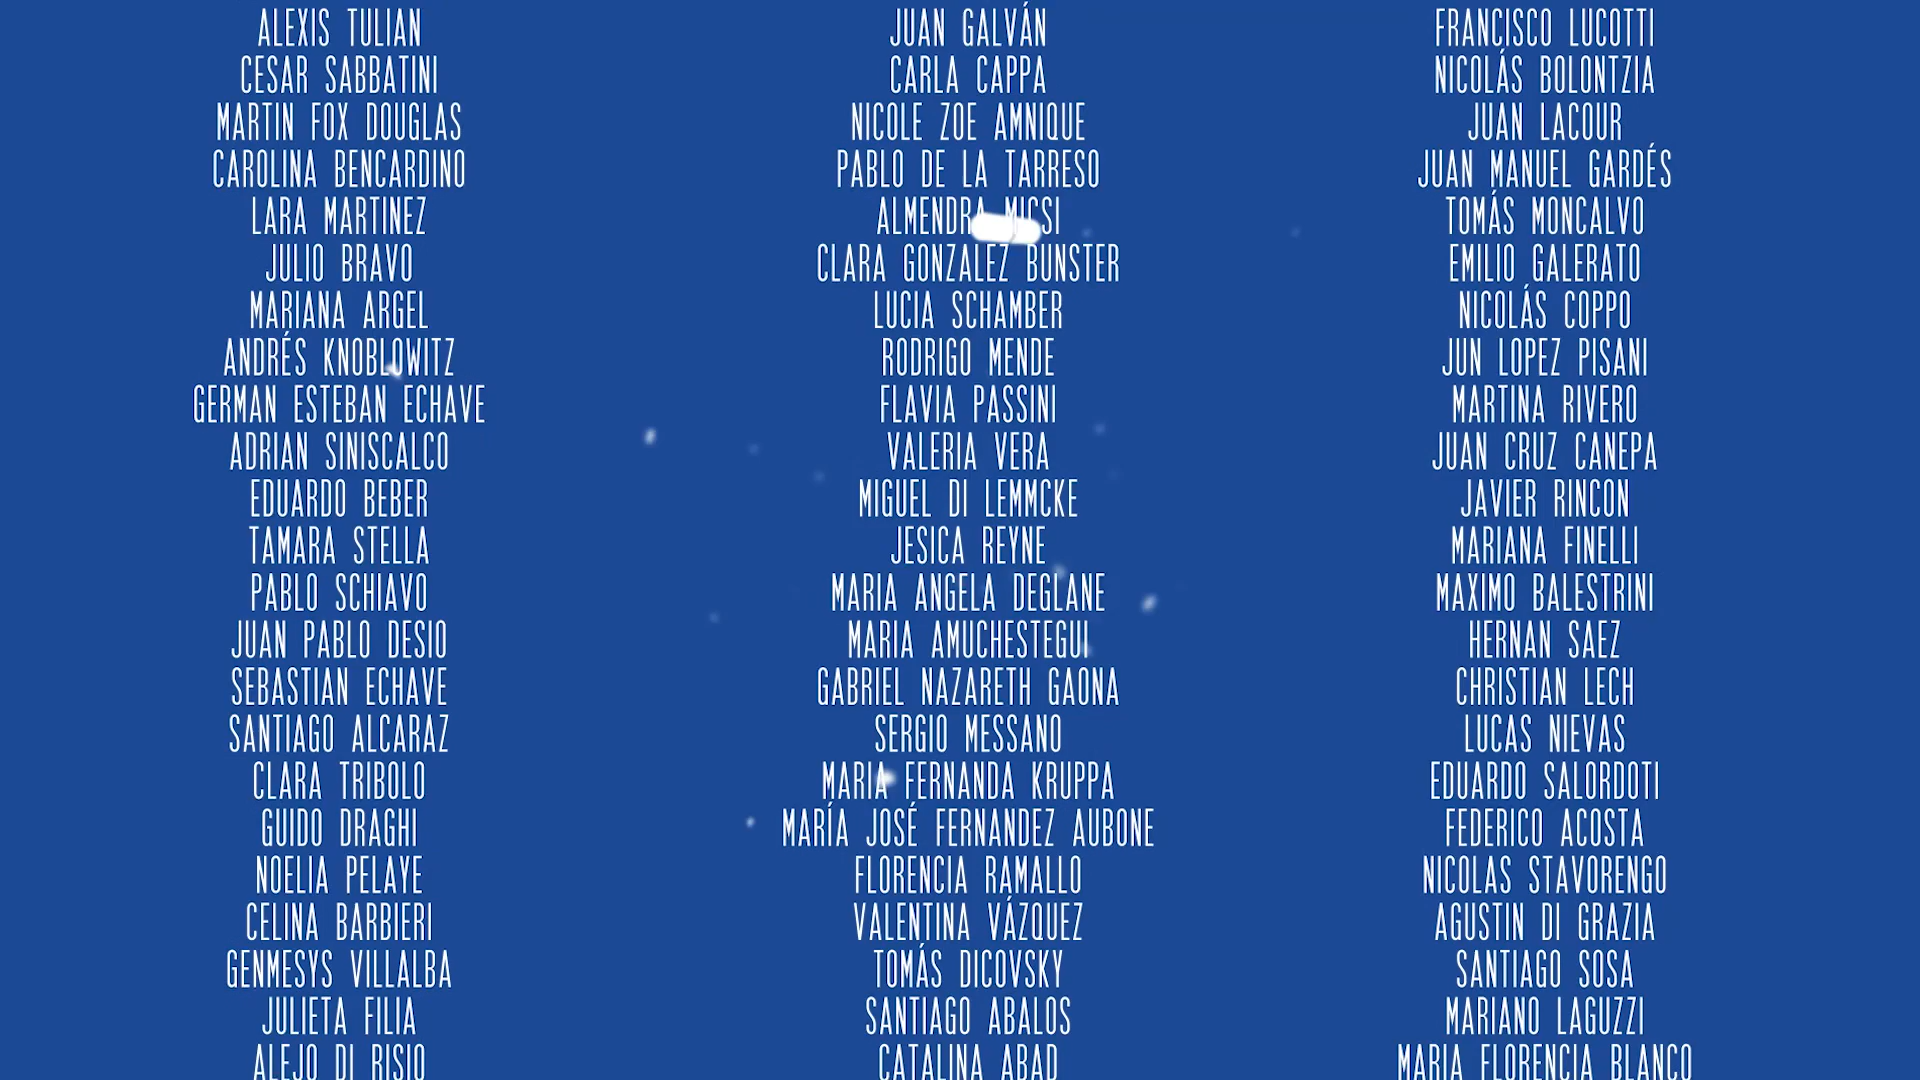 ALEXIS TULIAN
CESAR SABBATINI
MARTIN FOX DOUGLAS
CAROLINA BENCARDINO
LARA MARTINEZ
JULIO BRAVO
MARIANA ARGEL
ANDRÉS KNOBLOWITZ
GERMAN ESTEBAN ECHAVE
ADRIAN SINISCALCO
EDUARDO BEBER
TAMARA STELLA
PABLO SCHIAVO
JUAN PABLO DESIO
SEBASTIAN ECHAVE
SANTIAGO ALCARAZ
CLARA TRIBOLO
GUIDO DRAGHI
NOELIA PELAYE
CELINA BARBIERI
GENMESYS VILLALBA
JULIETA FILIA
ALEJO DI RISIO
JUAN GALVÁN
CARLA CAPPA
NICOLE ZOE AMNIQUE
PABLO DE LA TARRESO
ALMENDRA MICSI
CLARA GONZALEZ BUNSTER
LUCIA SCHAMBER
RODRIGO MENDE
FLAVIA PASSINI
VALERIA VERA
MIGUEL DI LEMMCKE
JESICA REYNE
MARIA ANGELA DEGLANE
MARIA AMUCHESTEGUI
GABRIEL NAZARETH GAONA
SERGIO MESSANO
MARIA FERNANDA KRUPPA
MARÍA JOSÉ FERNANDEZ AUBONE
FLORENCIA RAMALLO
VALENTINA VÁZQUEZ
TOMÁS DICOVSKY
SANTIAGO ABALOS
CATALINA ABAD
FRANCISCO LUCOTTI
NICOLÁS BOLONTZIA
JUAN LACOUR
JUAN MANUEL GARDÉS
TOMÁS MONCALVO
EMILIO GALERATO
NICOLÁS COPPO
JUN LOPEZ PISANI
MARTINA RIVERO
JUAN CRUZ CANEPA
JAVIER RINCON
MARIANA FINELLI
MAXIMO BALESTRINI
HERNAN SAEZ
CHRISTIAN LECH
LUCAS NIEVAS
EDUARDO SALORDOTI
FEDERICO ACOSTA
NICOLAS STAVORENGO
AGUSTIN DI GRAZIA
SANTIAGO SOSA
MARIANO LAGUZZI
MARIA FLORENCIA BLANCO